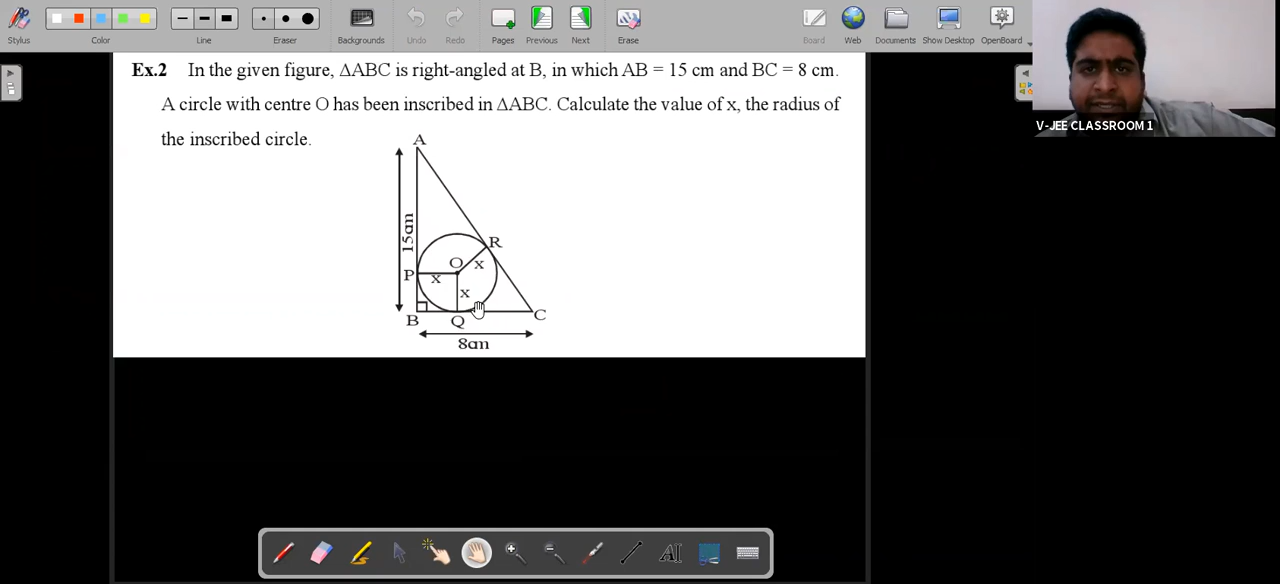 Stylus Color Line Eraser Backgrounds Undo Redo Pages Previous Next Erase Board Web Documents Show Desktop OpenBoard
Ex.2 In the given figure, ΔABC is right-angled at B, in which AB = 15 cm and BC = 8 cm.
A circle with centre O has been inscribed in ΔABC. Calculate the value of x, the radius of
the inscribed circle.
A
15cm
R
O
x
P
x
x
B
Q
C
8cm
V-JEE CLASSROOM 1
AI